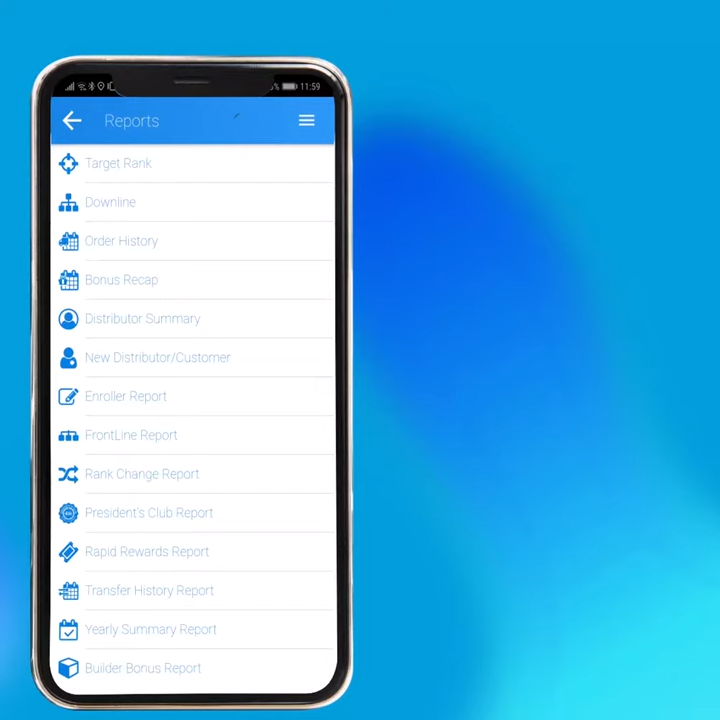 % 11:59
Reports
Target Rank
Downline
Order History
Bonus Recap
Distributor Summary
New Distributor/Customer
Enroller Report
FrontLine Report
Rank Change Report
President's Club Report
Rapid Rewards Report
Transfer History Report
Yearly Summary Report
Builder Bonus Report